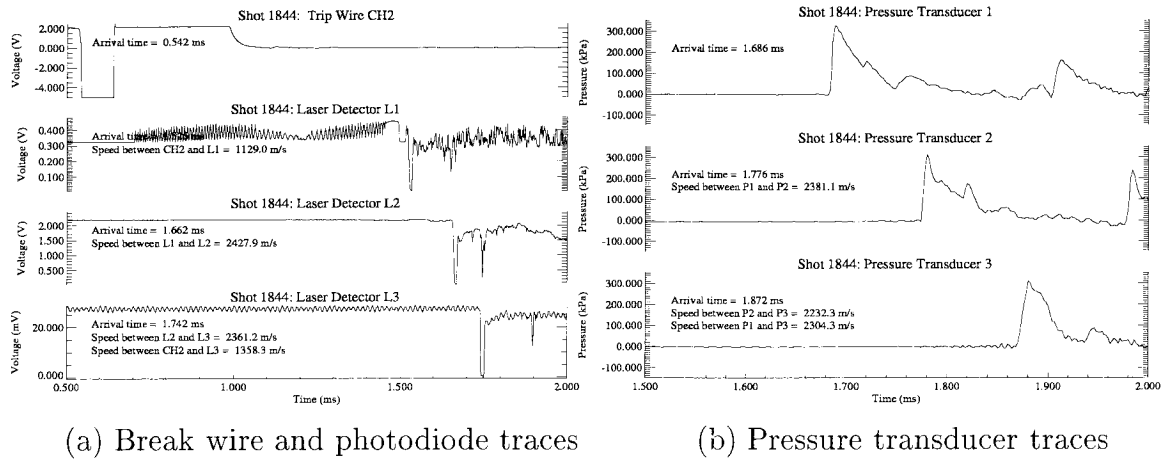 Shot 1844: Trip Wire CH2
2.000
0.000
-2.000
-4.000
Voltage (V)
Arrival time = 0.542 ms
Shot 1844: Laser Detector L1
0.400
0.300
0.200
0.100
Voltage (V)
Arrival time =
Speed between CH2 and L1 = 1129.0 m/s
Shot 1844: Laser Detector L2
2.000
1.500
1.000
0.500
Voltage (V)
Arrival time = 1.662 ms
Speed between L1 and L2 = 2427.9 m/s
Shot 1844: Laser Detector L3
20.000
0.000
Voltage (mV)
Arrival time = 1.742 ms
Speed between L2 and L3 = 2361.2 m/s
Speed between CH2 and L3 = 1358.3 m/s
0.500
1.000
1.500
2.000
Time (ms)
(a) Break wire and photodiode traces
Shot 1844: Pressure Transducer 1
300.000
200.000
100.000
0.000
-100.000
Pressure (kPa)
Arrival time = 1.686 ms
Shot 1844: Pressure Transducer 2
300.000
200.000
100.000
0.000
-100.000
Pressure (kPa)
Arrival time = 1.776 ms
Speed between P1 and P2 = 2381.1 m/s
Shot 1844: Pressure Transducer 3
300.000
200.000
100.000
0.000
-100.000
Pressure (kPa)
Arrival time = 1.872 ms
Speed between P2 and P3 = 2232.3 m/s
Speed between P1 and P3 = 2304.3 m/s
1.500
1.600
1.700
1.800
1.900
2.000
Time (ms)
(b) Pressure transducer traces